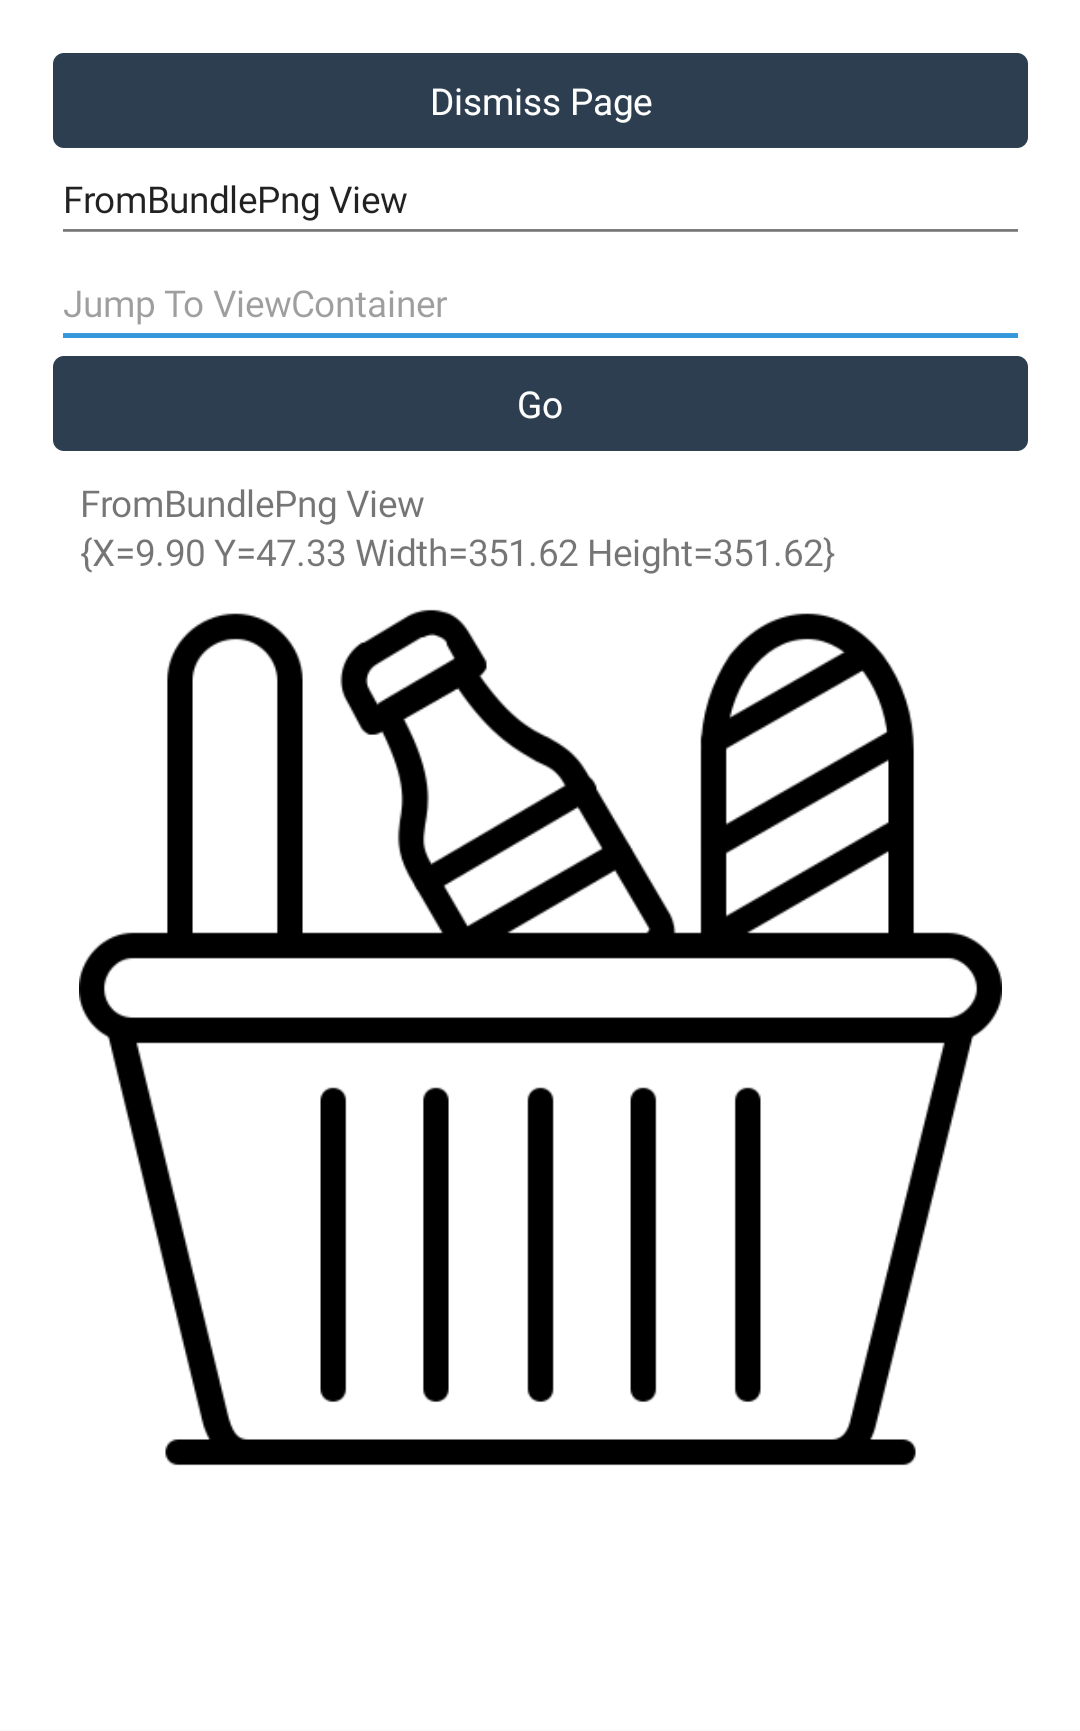 Dismiss Page
FromBundlePng View
Jump To ViewContainer
Go
FromBundlePng View
{X=9.90 Y=47.33 Width=351.62 Height=351.62}